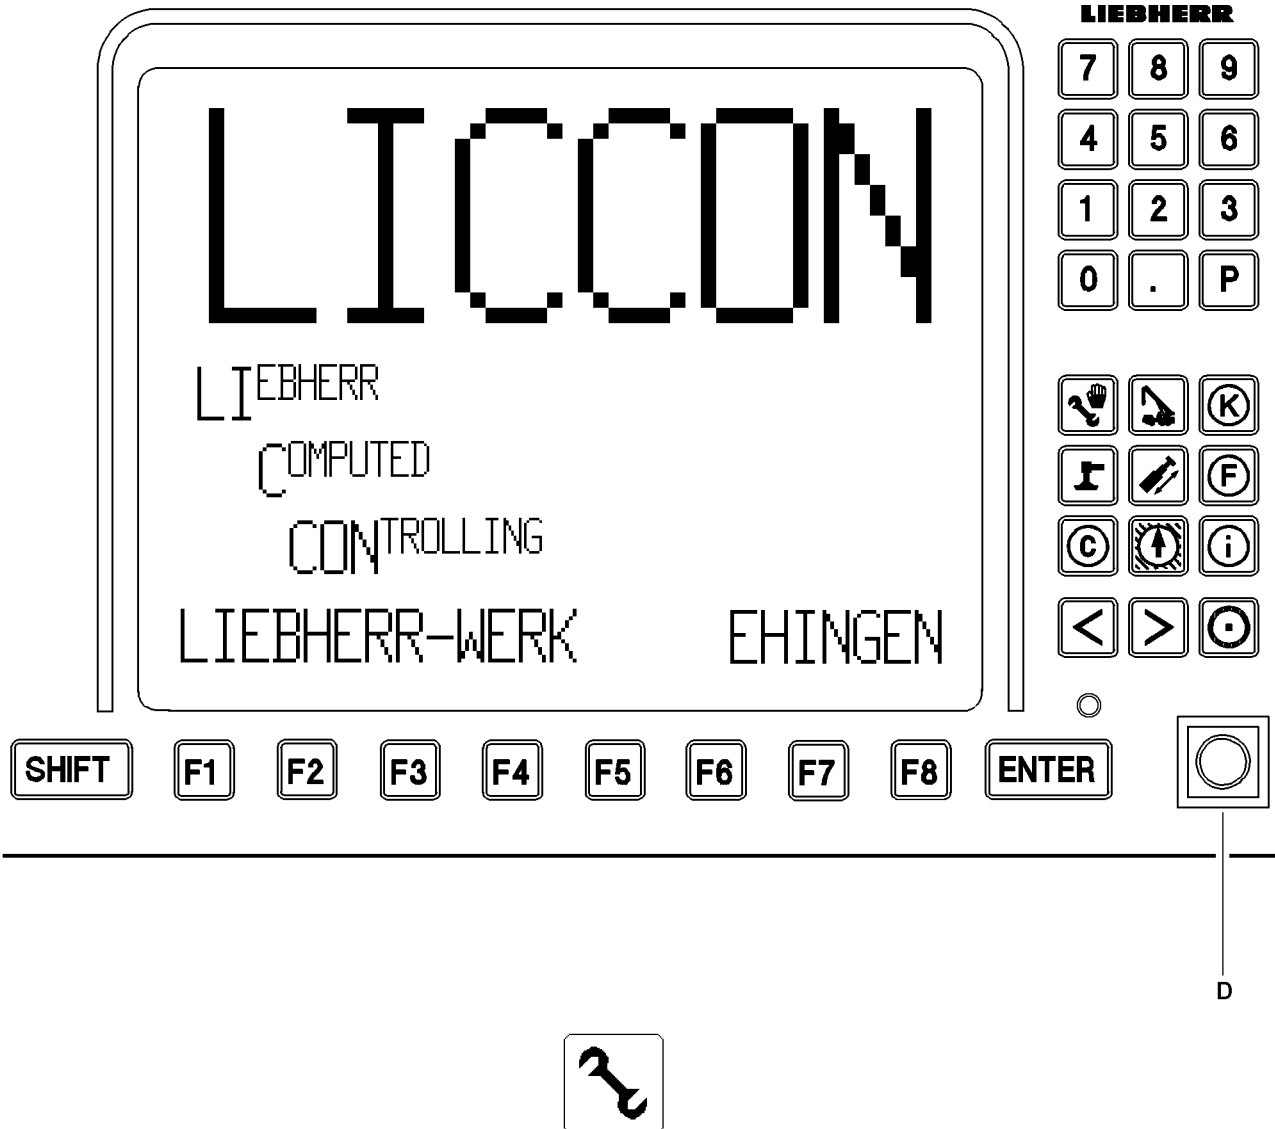 LIEBHERR
LICCON
LIEBHERR
COMPUTED
CONTROLLING
LIEBHERR-WERK EHINGEN
7 8 9
4 5 6
1 2 3
0 . P
K
F
C i
< >
SHIFT F1 F2 F3 F4 F5 F6 F7 F8 ENTER
D